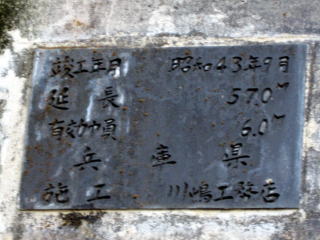 竣工年月 昭和43年9月
延長 57.0m
有効巾員 6.0m
兵庫県
施工 川嶋工務店